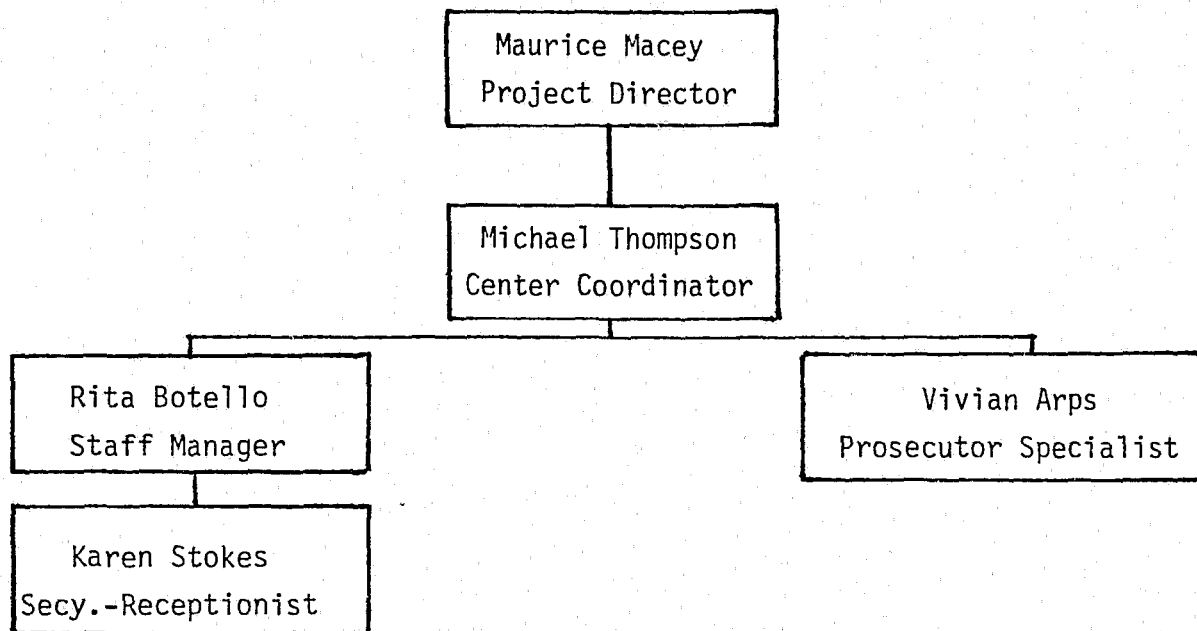 Maurice Macey
Project Director
Michael Thompson
Center Coordinator
Rita Botello
Staff Manager
Vivian Arps
Prosecutor Specialist
Karen Stokes
Secy.-Receptionist